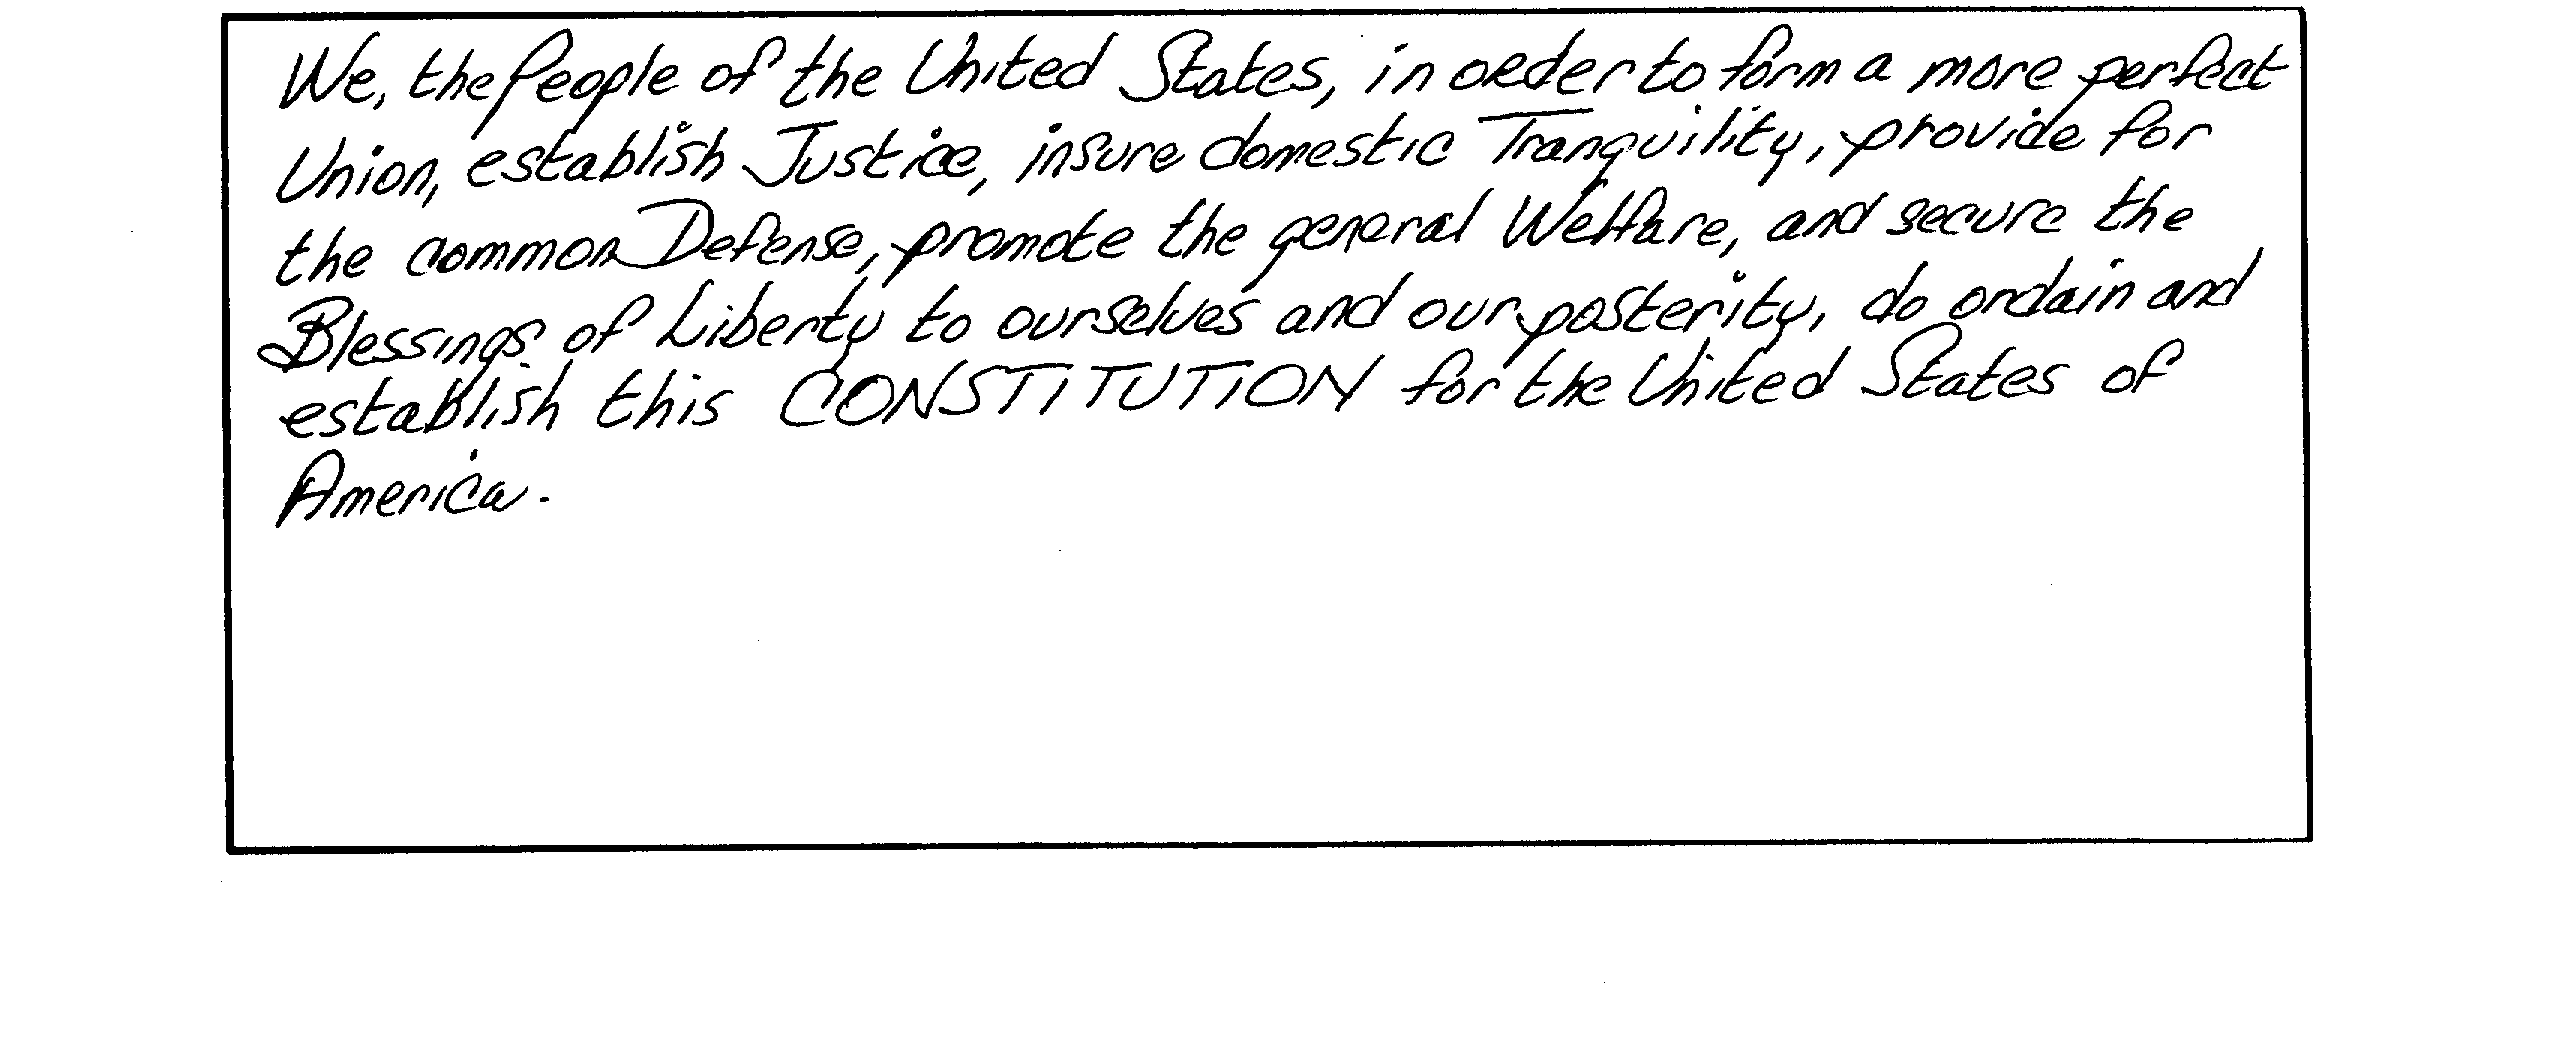 We, the People of the United States, in order to form a more perfect
Union, establish Justice, insure domestic Tranquility, provide for
the common Defense, promote the general Welfare, and secure the
Blessings of Liberty to ourselves and our posterity, do ordain and
establish this CONSTITUTION for the United States of
America.